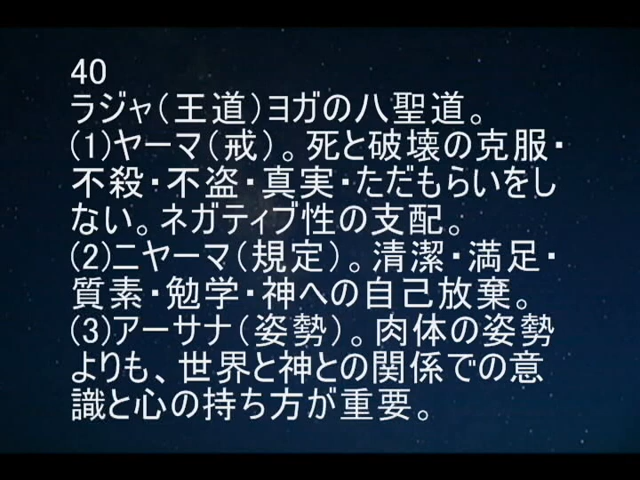 40
ラジャ(王道)ヨガの八聖道。
(1)ヤーマ(戒)。死と破壊の克服・
不殺・不盗・真実・ただもらいをし
ない。ネガティブ性の支配。
(2)ニヤーマ(規定)。清潔・満足・
質素・勉学・神への自己放棄。
(3)アーサナ(姿勢)。肉体の姿勢
よりも、世界と神との関係での意
識と心の持ち方が重要。